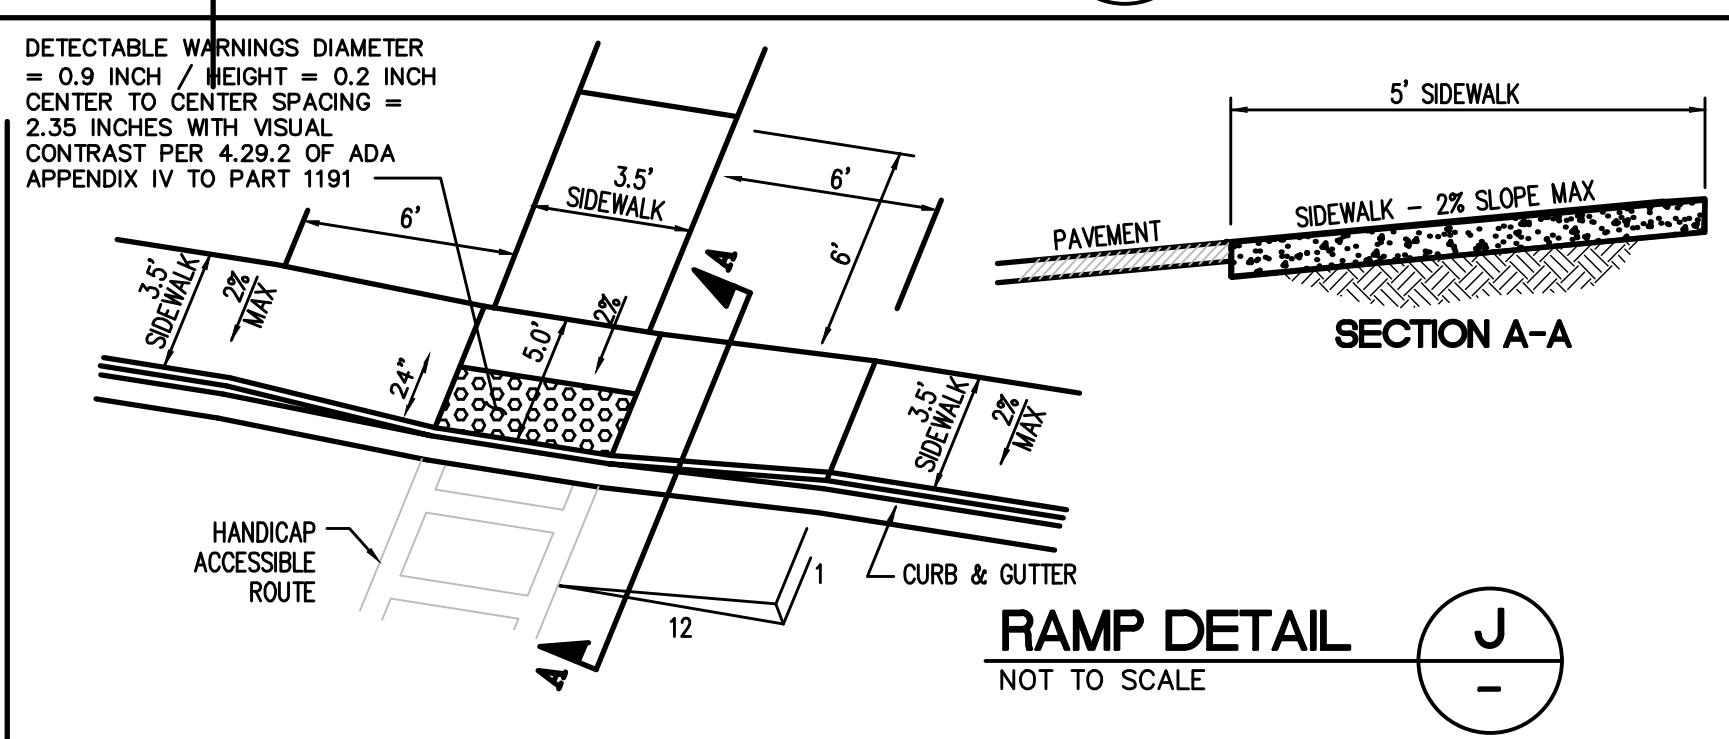 DETECTABLE WARNINGS DIAMETER
= 0.9 INCH / HEIGHT = 0.2 INCH
CENTER TO CENTER SPACING =
2.35 INCHES WITH VISUAL
CONTRAST PER 4.29.2 OF ADA
APPENDIX IV TO PART 1191
6'
3.5'
SIDEWALK
6'
6'
A
3.5'
SIDEWALK
2%
MAX
24"
5.0'
2%
3.5'
SIDEWALK
2%
MAX
HANDICAP
ACCESSIBLE
ROUTE
12
1
CURB & GUTTER
A
5' SIDEWALK
PAVEMENT
SIDEWALK - 2% SLOPE MAX
SECTION A-A
RAMP DETAIL
NOT TO SCALE
J
-